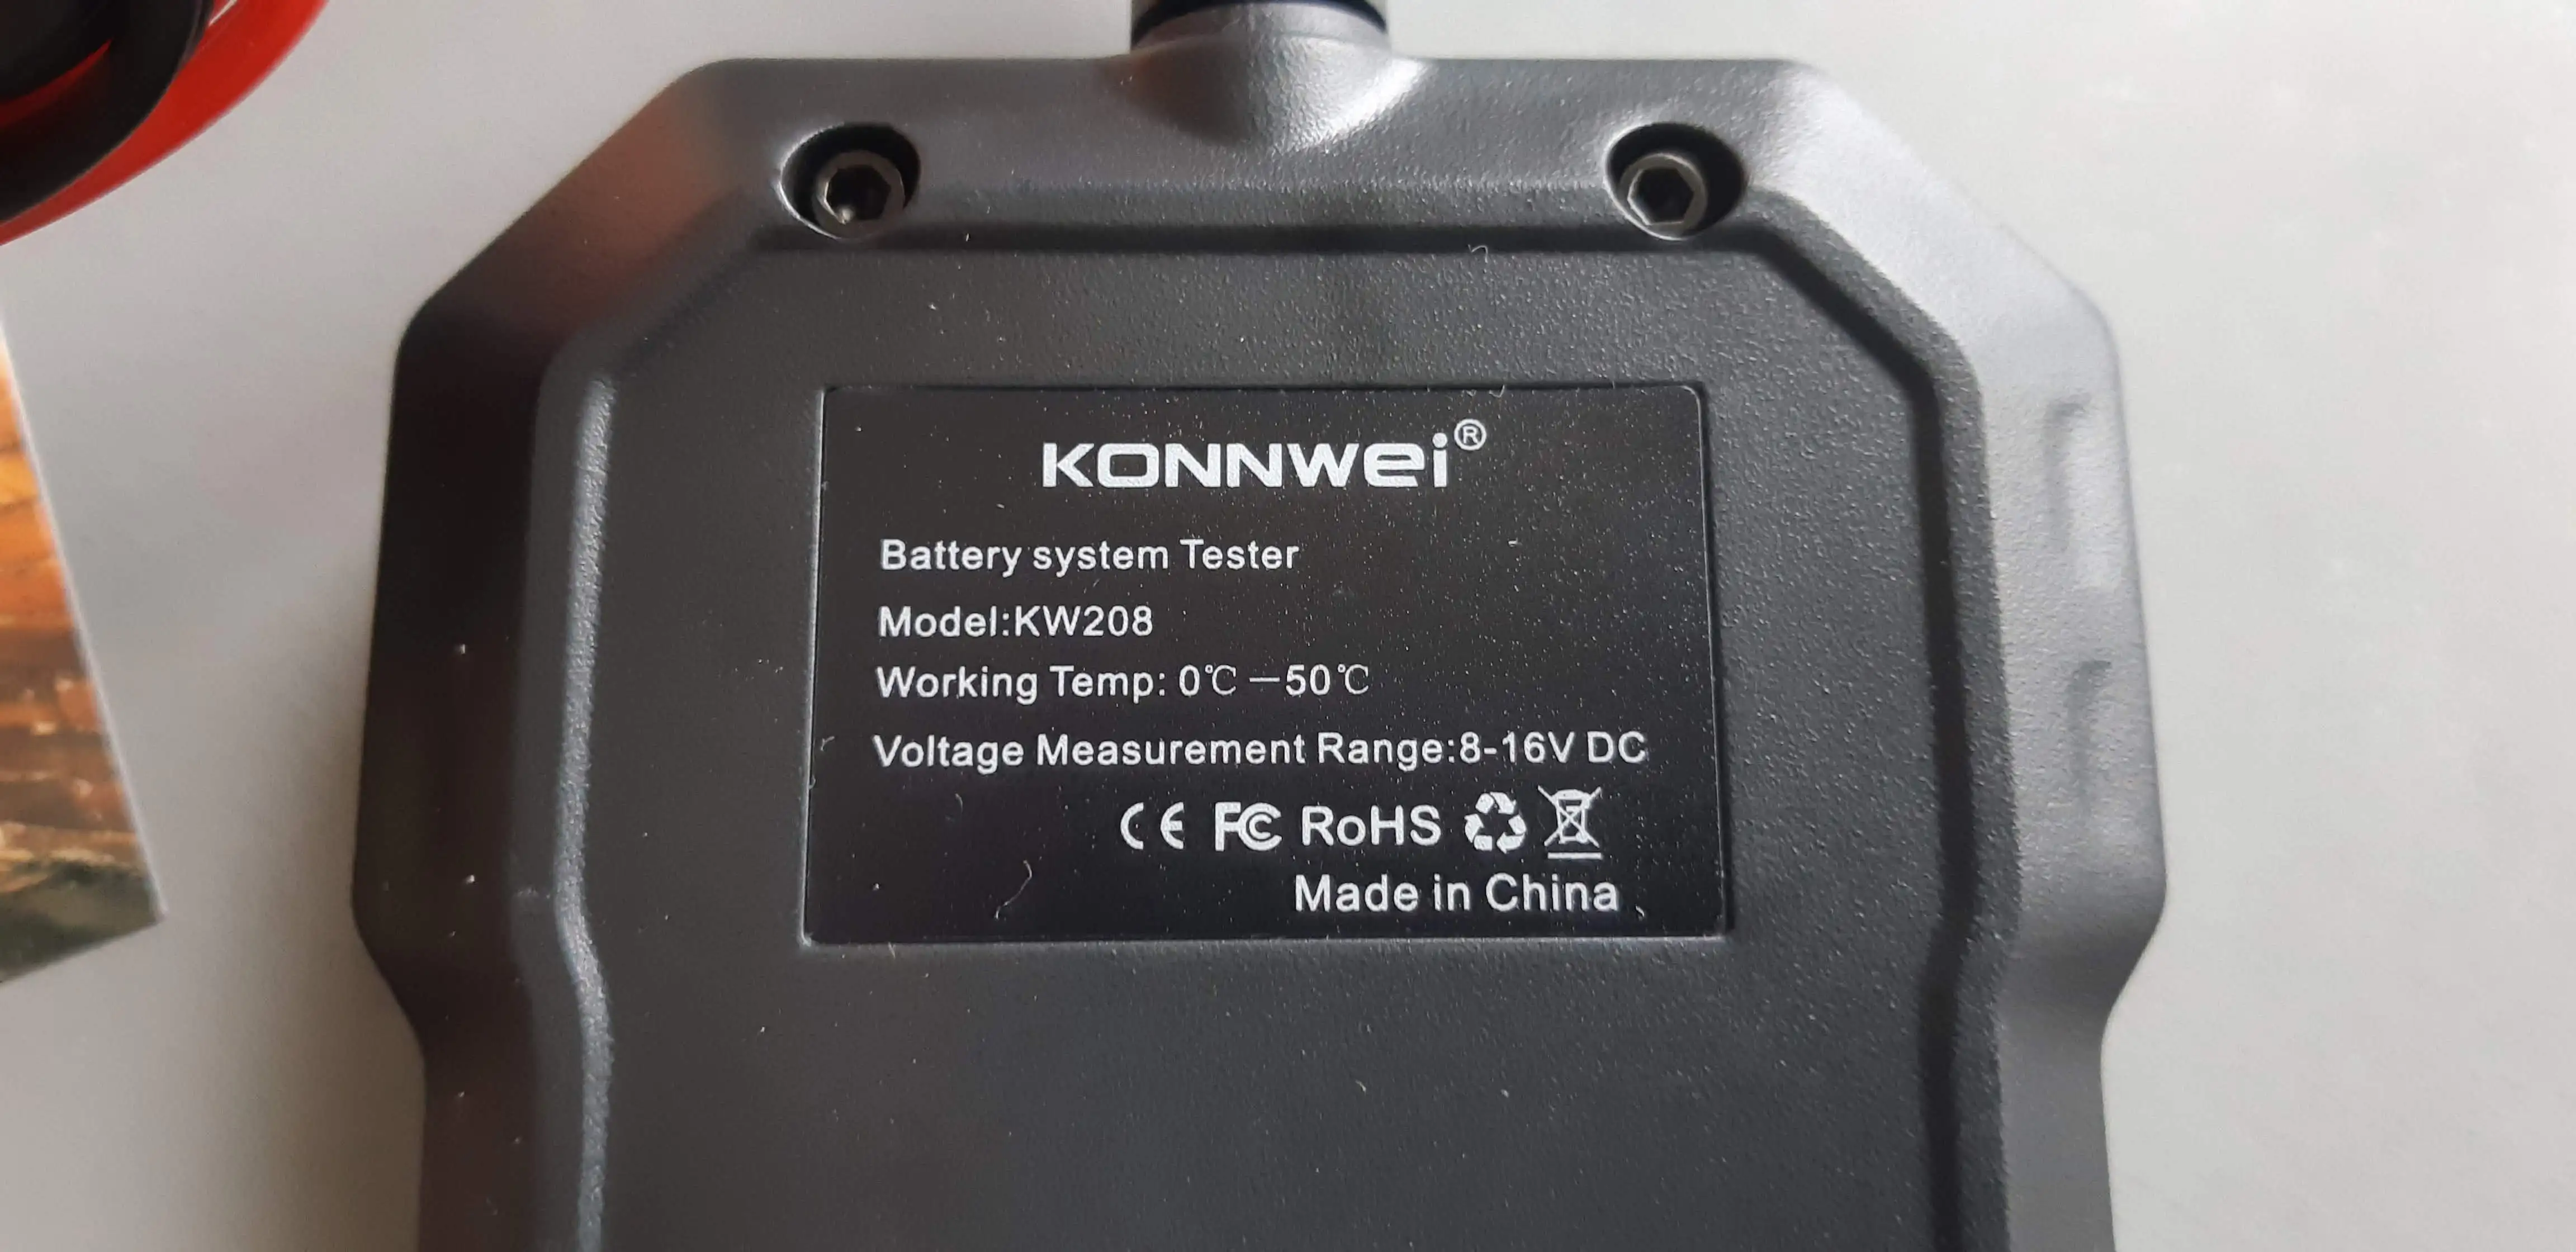 KONNWEI®
Battery system Tester
Model:KW208
Working Temp: 0℃ —50℃
Voltage Measurement Range:8-16V DC
CE FC RoHS
Made in China